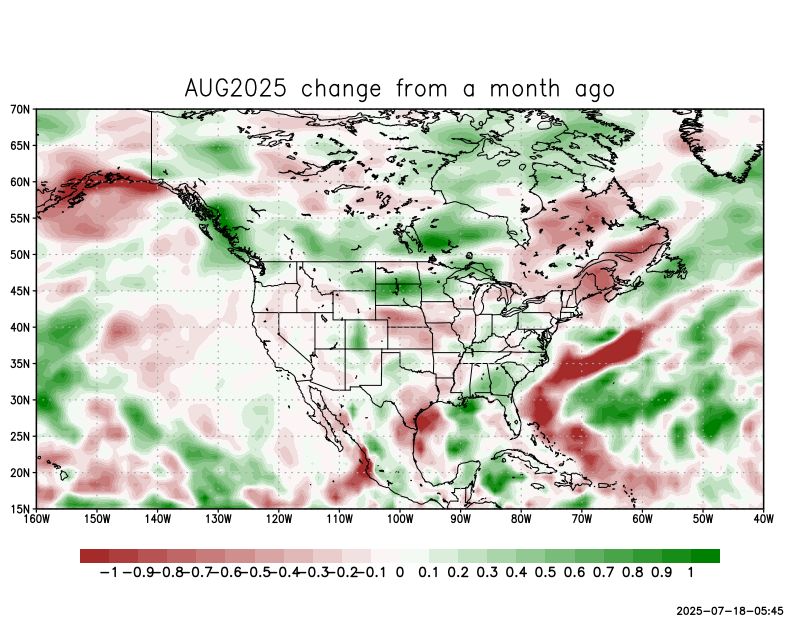 AUG2025 change from a month ago
70N
65N
60N
55N
50N
45N
40N
35N
30N
25N
20N
15N
160W 150W 140W 130W 120W 110W 100W 90W 80W 70W 60W 50W 40W
−1 −0.9 −0.8 −0.7 −0.6 −0.5 −0.4 −0.3 −0.2 −0.1 0 0.1 0.2 0.3 0.4 0.5 0.6 0.7 0.8 0.9 1
2025-07-18-05:45